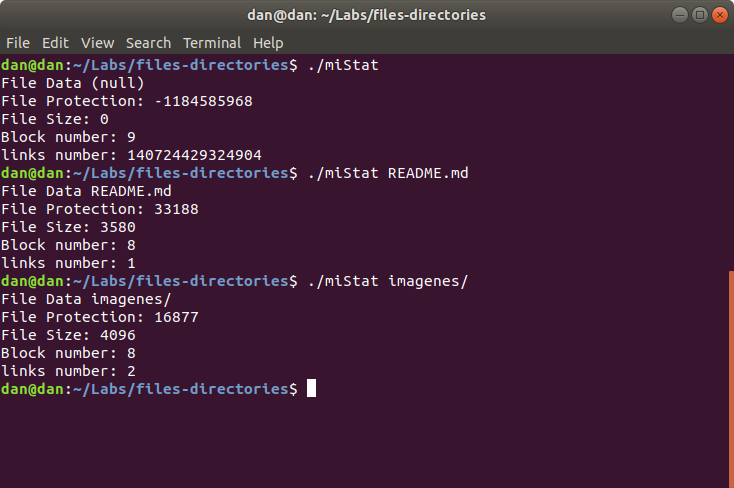 dan@dan: ~/Labs/files-directories
File Edit View Search Terminal Help
dan@dan:~/Labs/files-directories$ ./miStat
File Data (null)
File Protection: -1184585968
File Size: 0
Block number: 9
links number: 140724429324904
dan@dan:~/Labs/files-directories$ ./miStat README.md
File Data README.md
File Protection: 33188
File Size: 3580
Block number: 8
links number: 1
dan@dan:~/Labs/files-directories$ ./miStat imagenes/
File Data imagenes/
File Protection: 16877
File Size: 4096
Block number: 8
links number: 2
dan@dan:~/Labs/files-directories$